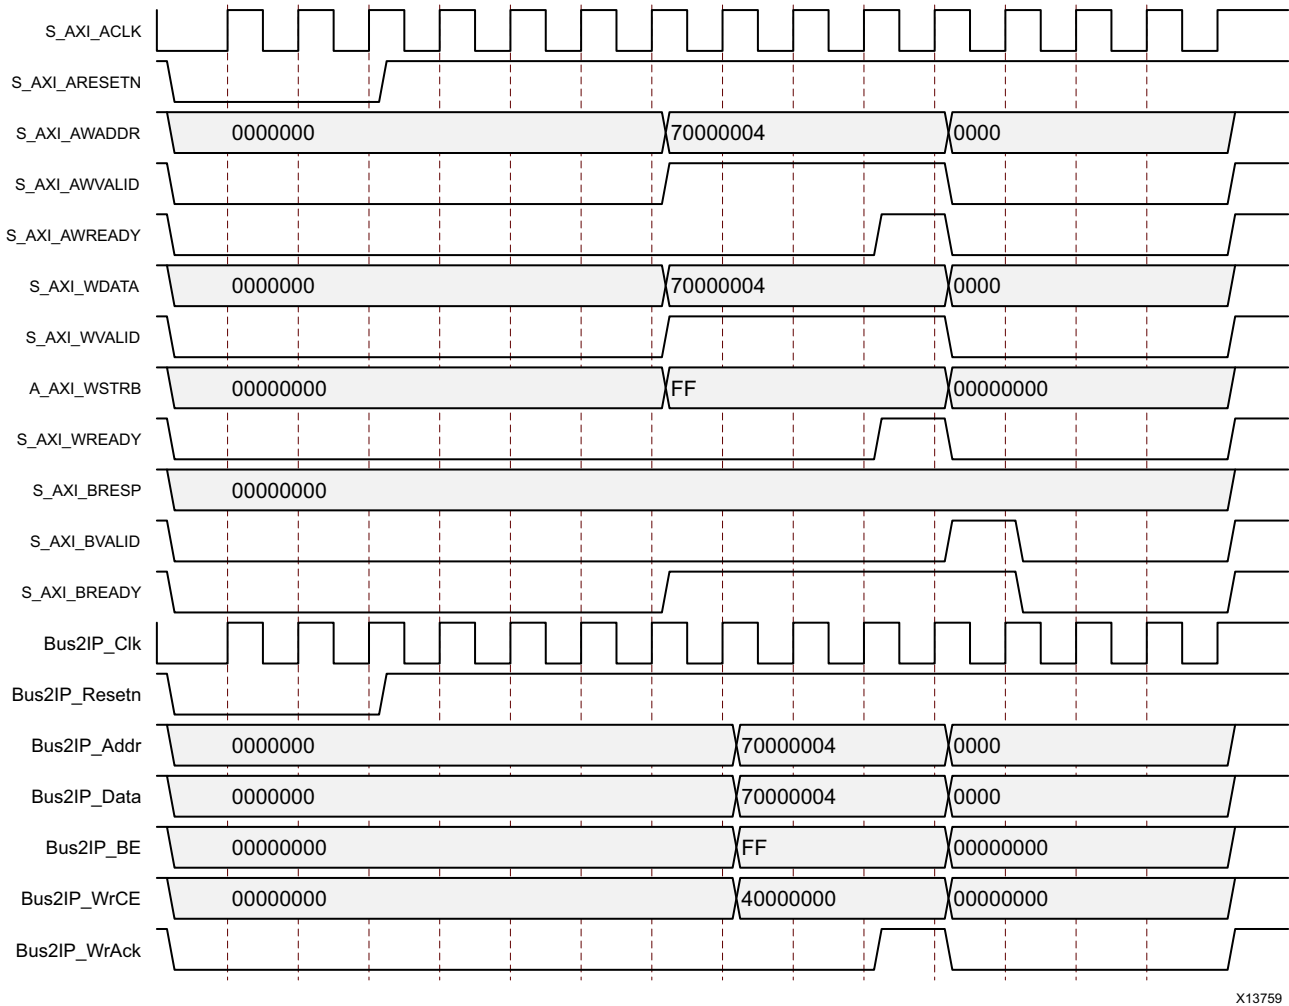 S_AXI_ACLK
S_AXI_ARESETN
S_AXI_AWADDR 0000000 70000004 0000
S_AXI_AWVALID
S_AXI_AWREADY
S_AXI_WDATA 0000000 70000004 0000
S_AXI_WVALID
A_AXI_WSTRB 00000000 FF 00000000
S_AXI_WREADY
S_AXI_BRESP 00000000
S_AXI_BVALID
S_AXI_BREADY
Bus2IP_Clk
Bus2IP_Resetn
Bus2IP_Addr 0000000 70000004 0000
Bus2IP_Data 0000000 70000004 0000
Bus2IP_BE 00000000 FF 00000000
Bus2IP_WrCE 00000000 40000000 00000000
Bus2IP_WrAck
X13759